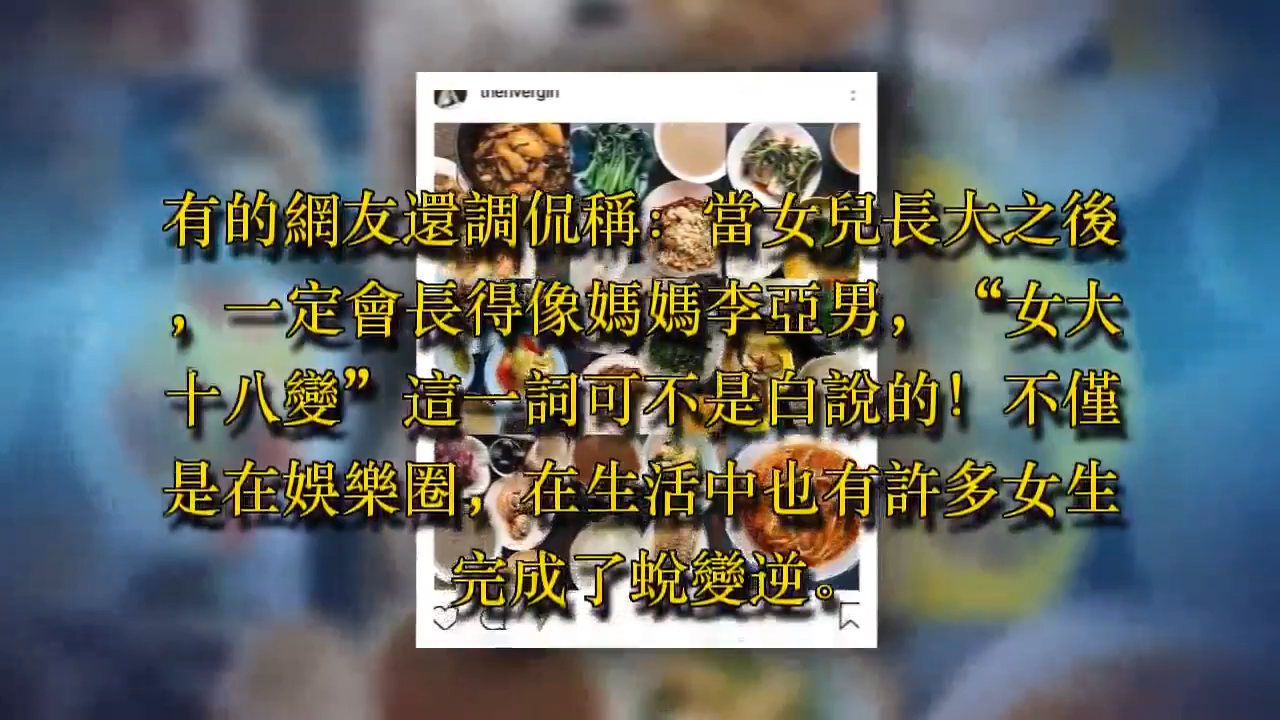 therivergirl
有的網友還調侃稱：當女兒長大之後
，一定會長得像媽媽李亞男，“女大
十八變”這一詞可不是白說的！不僅
是在娛樂圈，在生活中也有許多女生
完成了蛻變逆。